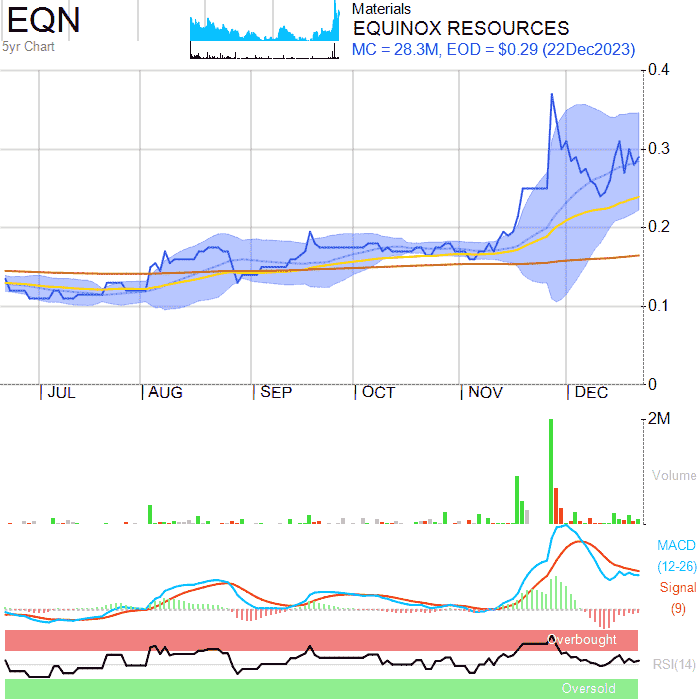 EQN
5yr Chart
Materials
EQUINOX RESOURCES
MC = 28.3M, EOD = $0.29 (22Dec2023)
0.4
0.3
0.2
0.1
0
JUL AUG SEP OCT NOV DEC
2M
Volume
MACD
(12-26)
Signal
(9)
Overbought
RSI(14)
Oversold